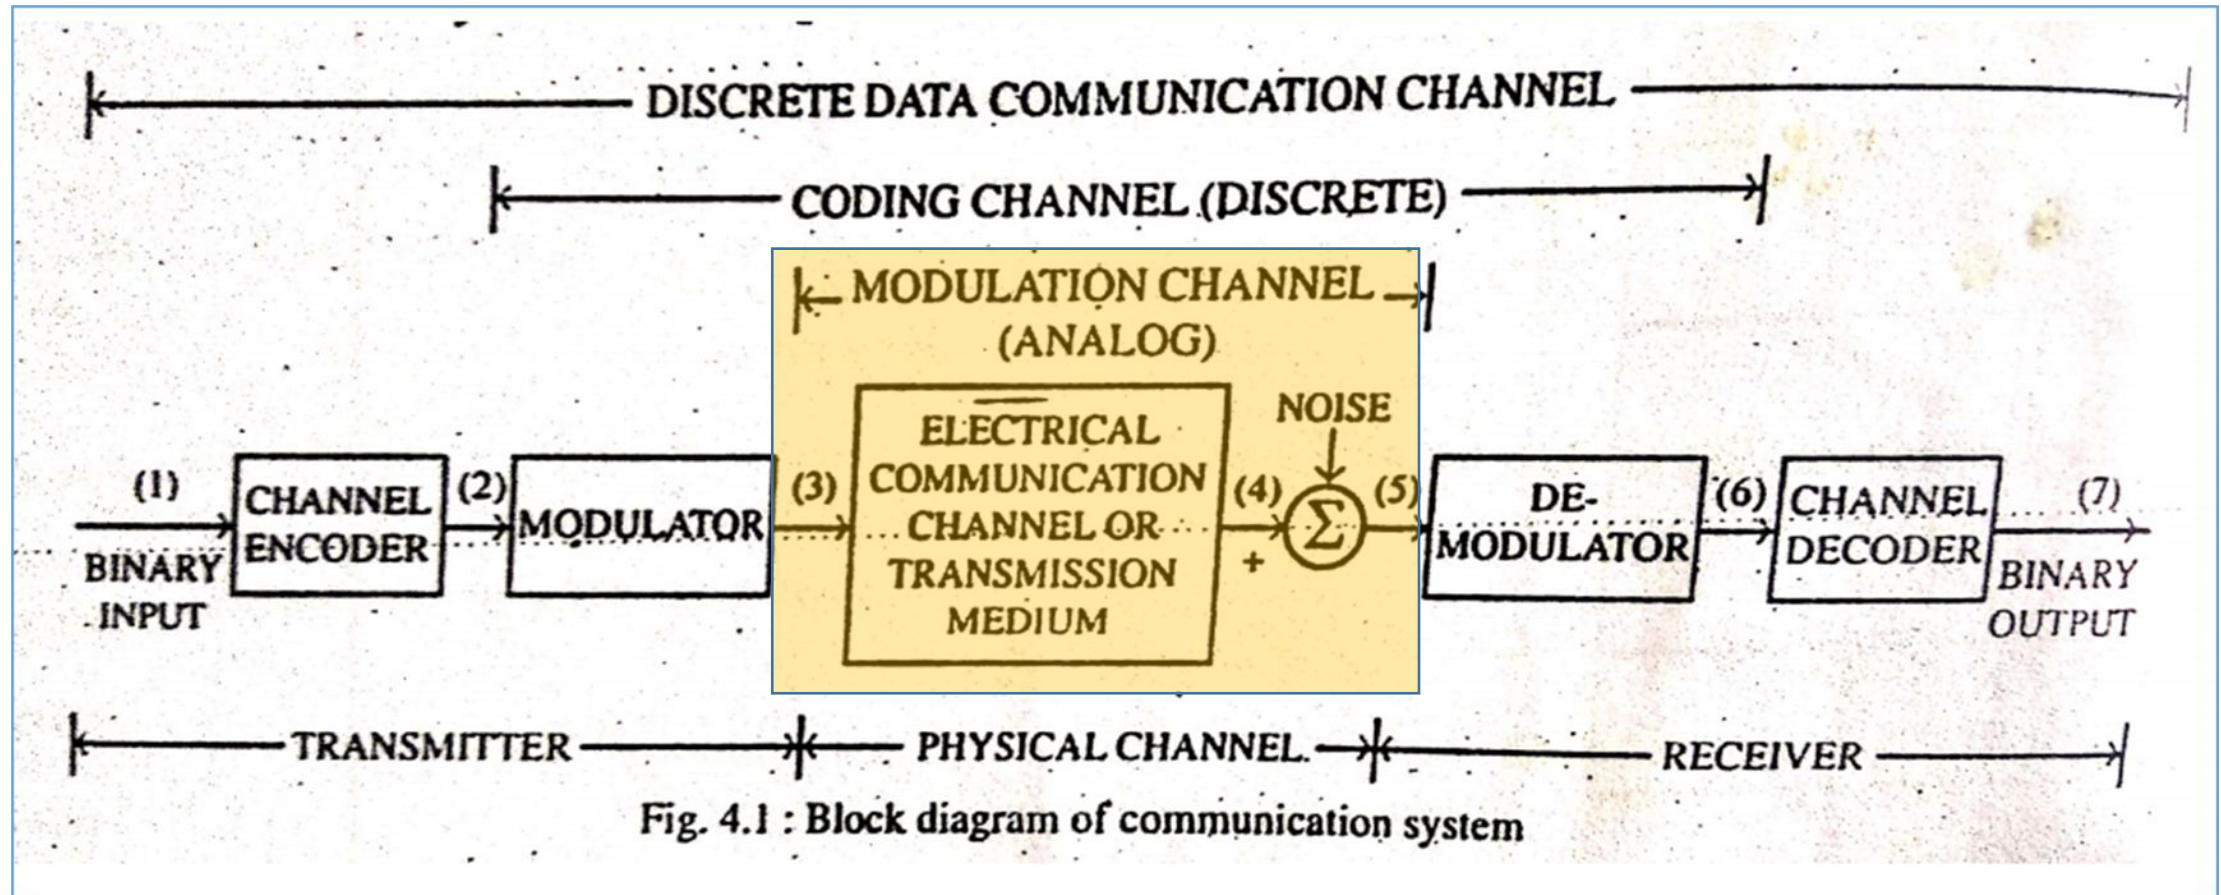 DISCRETE DATA COMMUNICATION CHANNEL
CODING CHANNEL (DISCRETE)
MODULATION CHANNEL
(ANALOG)
NOISE
(1)
BINARY
INPUT
CHANNEL
ENCODER
(2)
MODULATOR
(3)
ELECTRICAL
COMMUNICATION
CHANNEL OR
TRANSMISSION
MEDIUM
(4)
+
Σ
(5)
DE-
MODULATOR
(6)
CHANNEL
DECODER
(7)
BINARY
OUTPUT
TRANSMITTER
PHYSICAL CHANNEL
RECEIVER
Fig. 4.1 : Block diagram of communication system